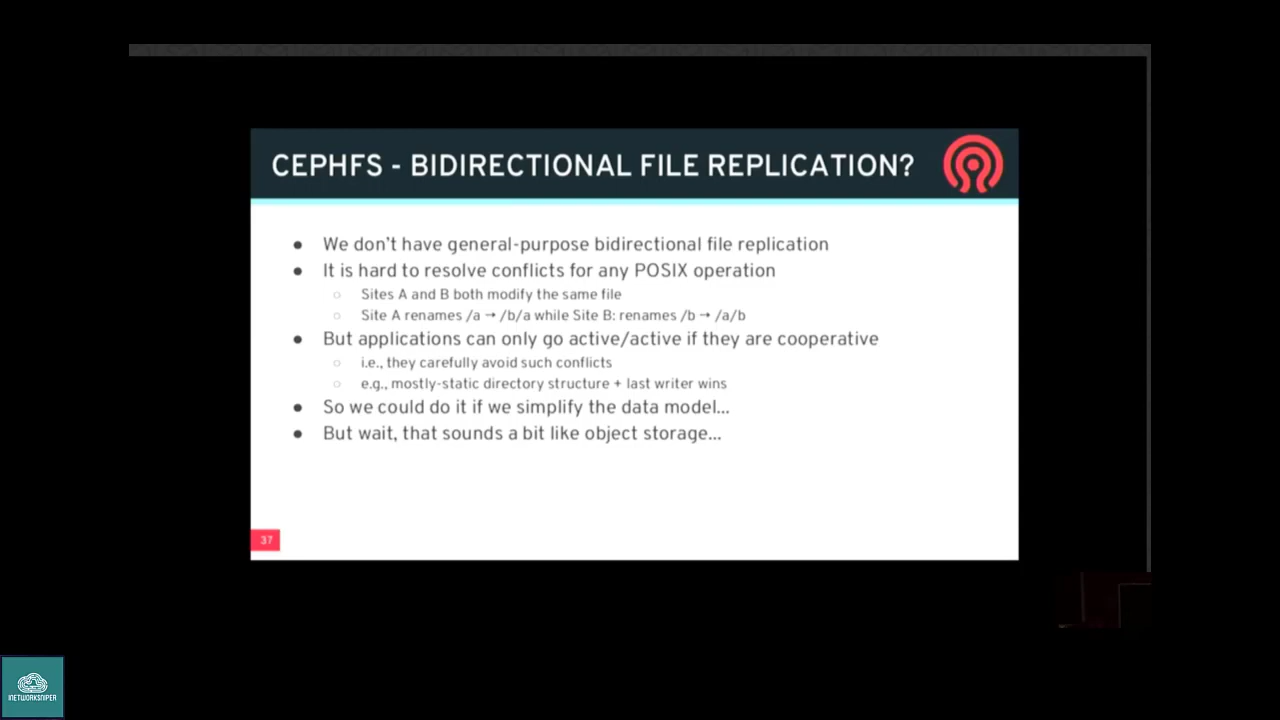 CEPHFS - BIDIRECTIONAL FILE REPLICATION?
● We don't have general-purpose bidirectional file replication
● It is hard to resolve conflicts for any POSIX operation
○ Sites A and B both modify the same file
○ Site A renames /a → /b/a while Site B: renames /b → /a/b
● But applications can only go active/active if they are cooperative
○ i.e., they carefully avoid such conflicts
○ e.g., mostly-static directory structure + last writer wins
● So we could do it if we simplify the data model...
● But wait, that sounds a bit like object storage...
37
INETWORKSNIPER